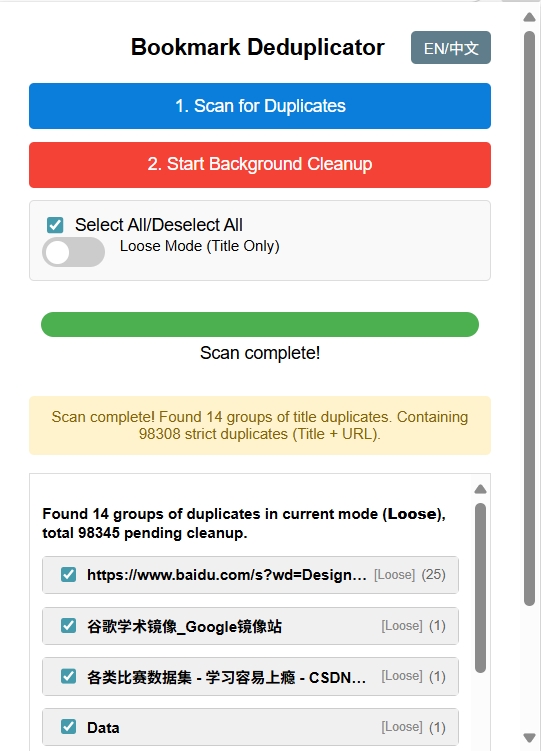 Bookmark Deduplicator
EN/中文
1. Scan for Duplicates
2. Start Background Cleanup
Select All/Deselect All
Loose Mode (Title Only)
Scan complete!
Scan complete! Found 14 groups of title duplicates. Containing
98308 strict duplicates (Title + URL).
Found 14 groups of duplicates in current mode (Loose),
total 98345 pending cleanup.
https://www.baidu.com/s?wd=Design... [Loose] (25)
谷歌学术镜像_Google镜像站 [Loose] (1)
各类比赛数据集 - 学习容易上瘾 - CSDN... [Loose] (1)
Data [Loose] (1)